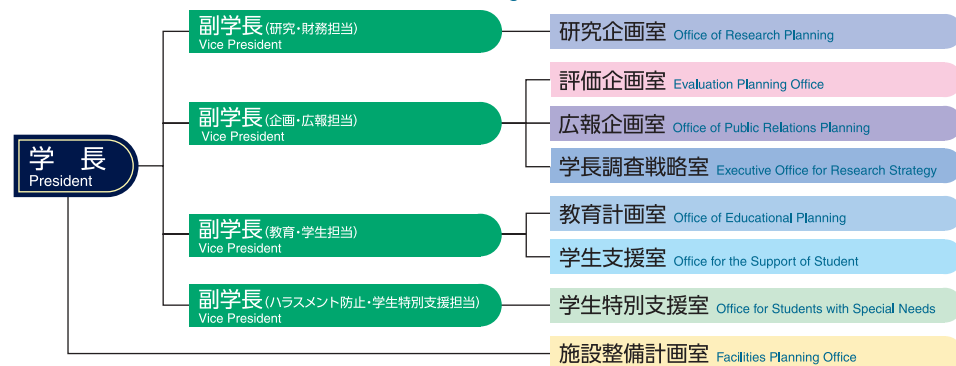 学 長
President
副学長(研究・財務担当)
Vice President
研究企画室 Office of Research Planning
副学長(企画・広報担当)
Vice President
評価企画室 Evaluation Planning Office
広報企画室 Office of Public Relations Planning
学長調査戦略室 Executive Office for Research Strategy
副学長(教育・学生担当)
Vice President
教育計画室 Office of Educational Planning
学生支援室 Office for the Support of Student
副学長(ハラスメント防止・学生特別支援担当)
Vice President
学生特別支援室 Office for Students with Special Needs
施設整備計画室 Facilities Planning Office